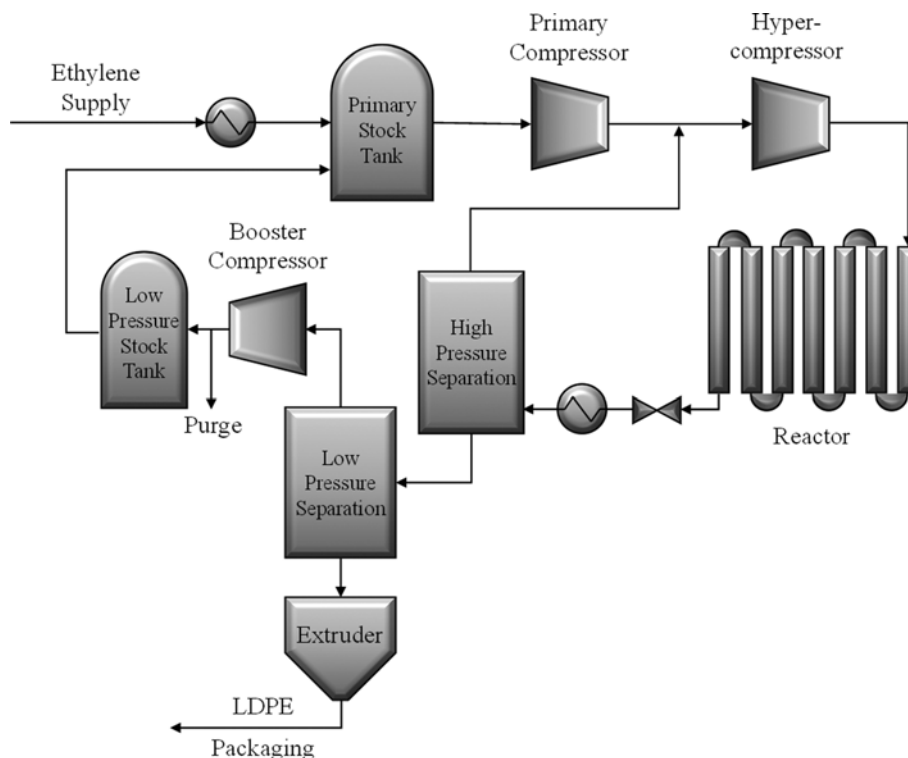 Primary
Compressor
Hyper-
compressor
Ethylene
Supply
Primary
Stock
Tank
Booster
Compressor
Low
Pressure
Stock
Tank
High
Pressure
Separation
Purge
Reactor
Low
Pressure
Separation
Extruder
LDPE
Packaging